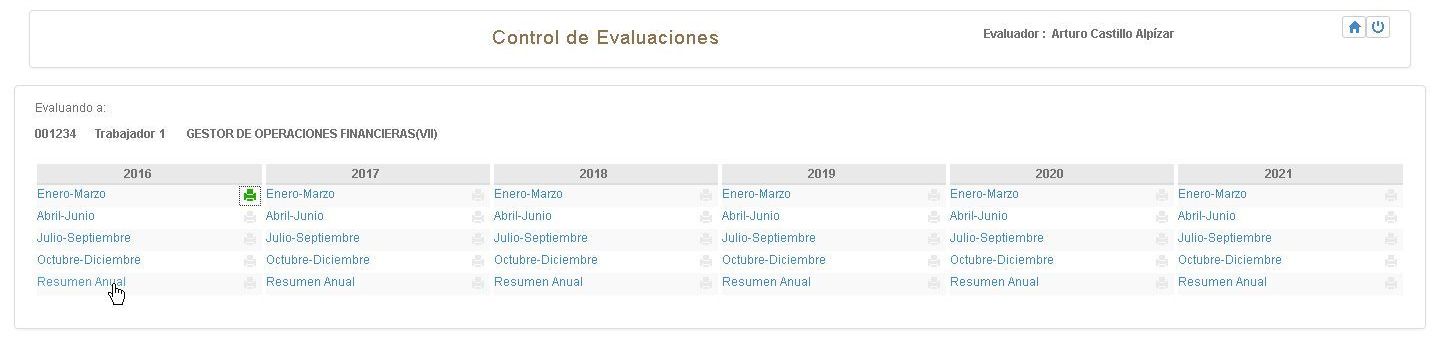 Control de Evaluaciones
Evaluador : Arturo Castillo Alpízar
Evaluando a:
001234 Trabajador 1 GESTOR DE OPERACIONES FINANCIERAS(VII)
2016 2017 2018 2019 2020 2021
Enero-Marzo Enero-Marzo Enero-Marzo Enero-Marzo Enero-Marzo Enero-Marzo
Abril-Junio Abril-Junio Abril-Junio Abril-Junio Abril-Junio Abril-Junio
Julio-Septiembre Julio-Septiembre Julio-Septiembre Julio-Septiembre Julio-Septiembre Julio-Septiembre
Octubre-Diciembre Octubre-Diciembre Octubre-Diciembre Octubre-Diciembre Octubre-Diciembre Octubre-Diciembre
Resumen Anual Resumen Anual Resumen Anual Resumen Anual Resumen Anual Resumen Anual